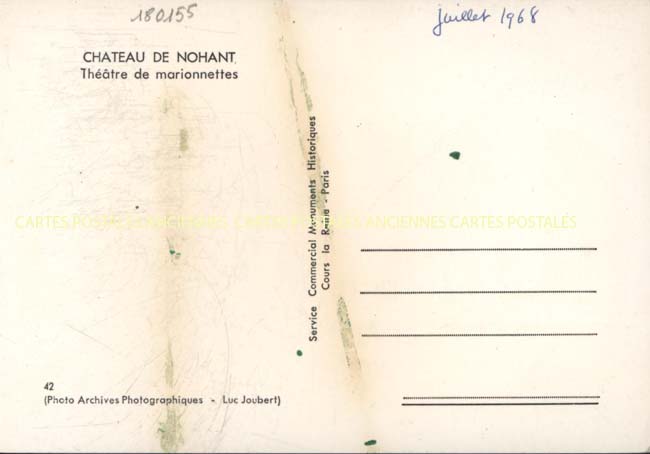 180155
juillet 1968
CHATEAU DE NOHANT
Théâtre de marionnettes
Service Commercial Monuments Historiques
Cours la Reine - Paris
CARTES POSTALES ANCIENNES CARTES POSTALES ANCIENNES CARTES POSTALES
42
(Photo Archives Photographiques - Luc Joubert)